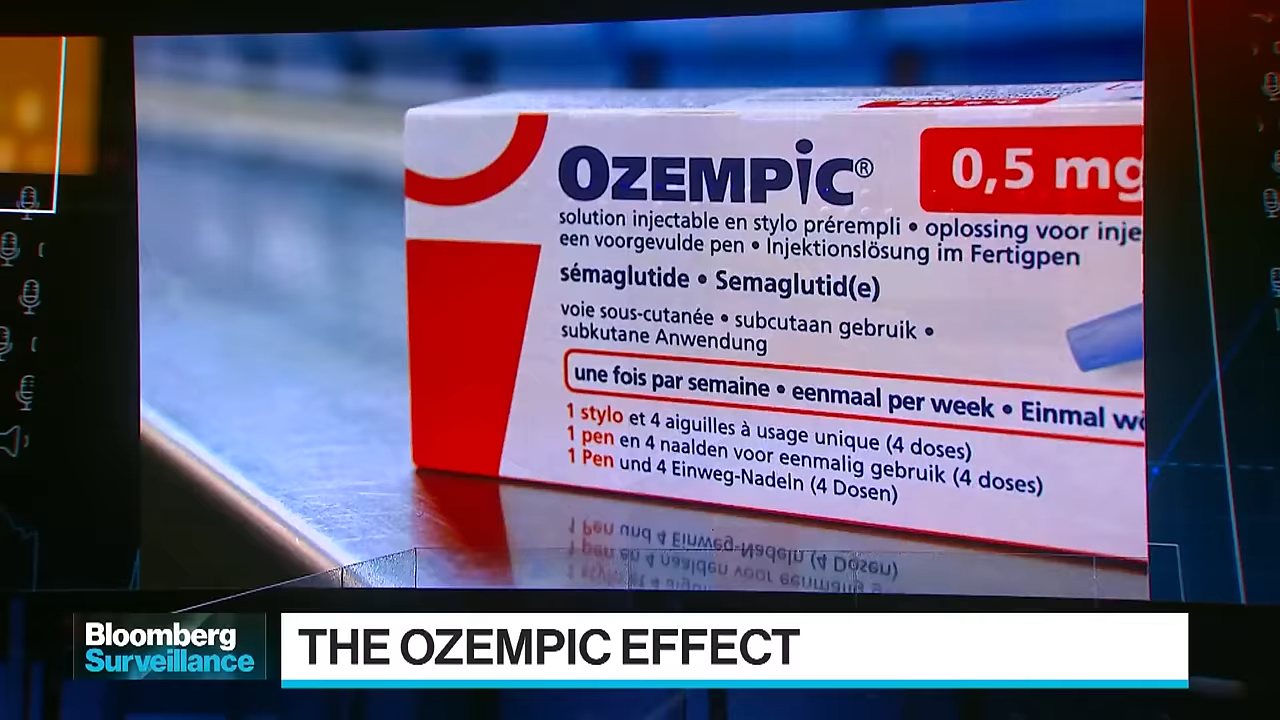 OZEMPIC®
0,5 mg
solution injectable en stylo prérempli • oplossing voor inje
een voorgevulde pen • Injektionslösung im Fertigpen
sémaglutide • Semaglutid(e)
voie sous-cutanée • subcutaan gebruik •
subkutane Anwendung
une fois par semaine • eenmaal per week • Einmal wö
1 stylo et 4 aiguilles à usage unique (4 doses)
1 pen en 4 naalden voor eenmalig gebruik (4 doses)
1 Pen und 4 Einweg-Nadeln (4 Dosen)
Bloomberg
Surveillance
THE OZEMPIC EFFECT